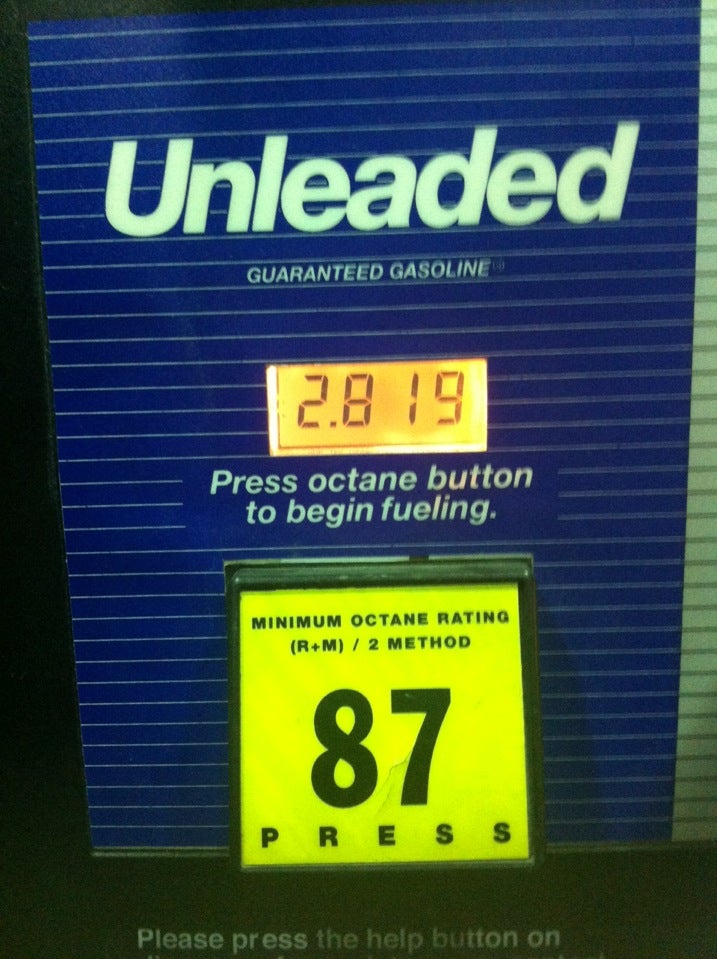 Unleaded
GUARANTEED GASOLINE
2.819
Press octane button
to begin fueling.
MINIMUM OCTANE RATING
(R+M) / 2 METHOD
87
PRESS
Please press the help button on